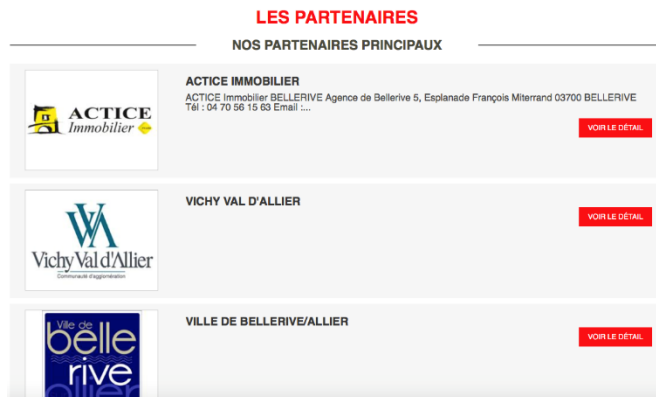 LES PARTENAIRES
NOS PARTENAIRES PRINCIPAUX
ACTICE
Immobilier
ACTICE IMMOBILIER
ACTICE Immobilier BELLERIVE Agence de Bellerive 5, Esplanade François Miterrand 03700 BELLERIVE
Tél : 04 70 56 15 63 Email :...
VOIR LE DÉTAIL
Vichy Val d'Allier
Communauté d'agglomération
VICHY VAL D'ALLIER
VOIR LE DÉTAIL
Ville de
belle
rive
allier
VILLE DE BELLERIVE/ALLIER
VOIR LE DÉTAIL